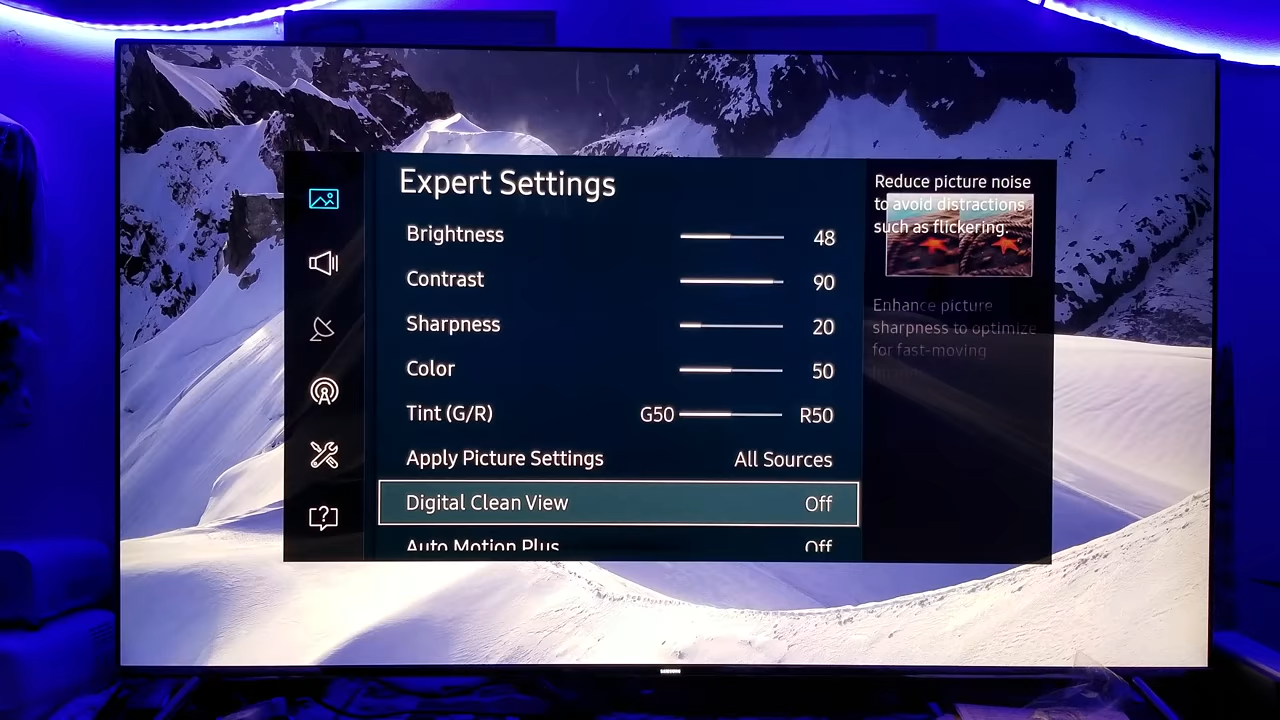 Expert Settings
Brightness 48
Contrast 90
Sharpness 20
Color 50
Tint (G/R) G50 R50
Apply Picture Settings All Sources
Digital Clean View Off
Auto Motion Plus Off
Reduce picture noise
to avoid distractions
such as flickering.
Enhance picture
sharpness to optimize
for fast-moving
SAMSUNG